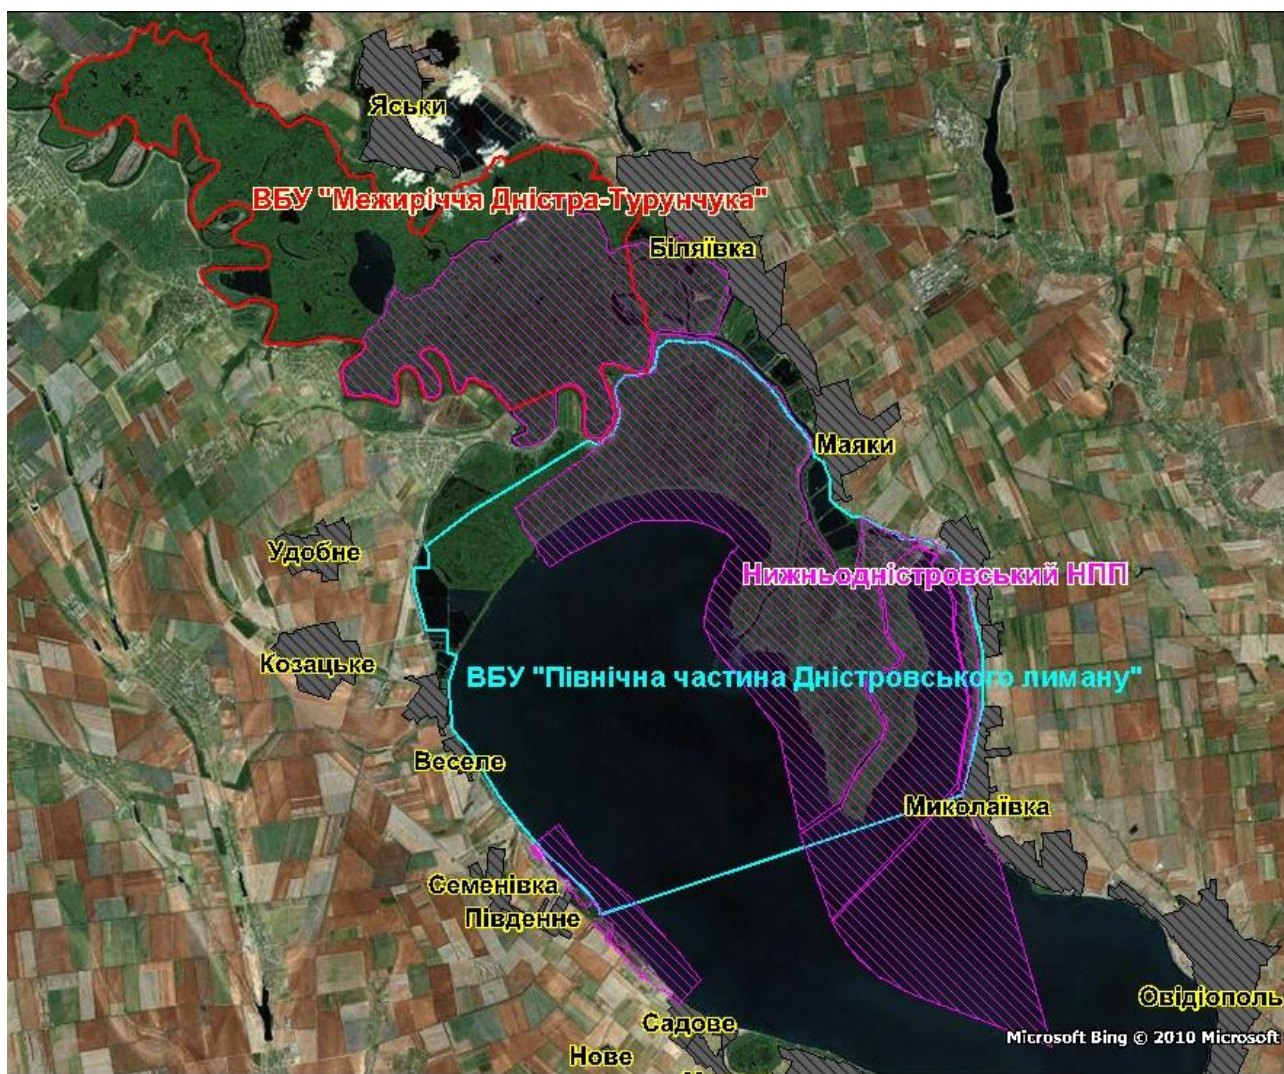 Яськи
ВБУ "Межиріччя Дністра-Турунчука"
Біляївка
Маяки
Удобне
Нижньодністровський НПП
Козацьке
ВБУ "Північна частина Дністровського лиману"
Веселе
Миколаївка
Семенівка
Південне
Овідіополь
Садове
Microsoft Bing © 2010 Microsoft
Нове